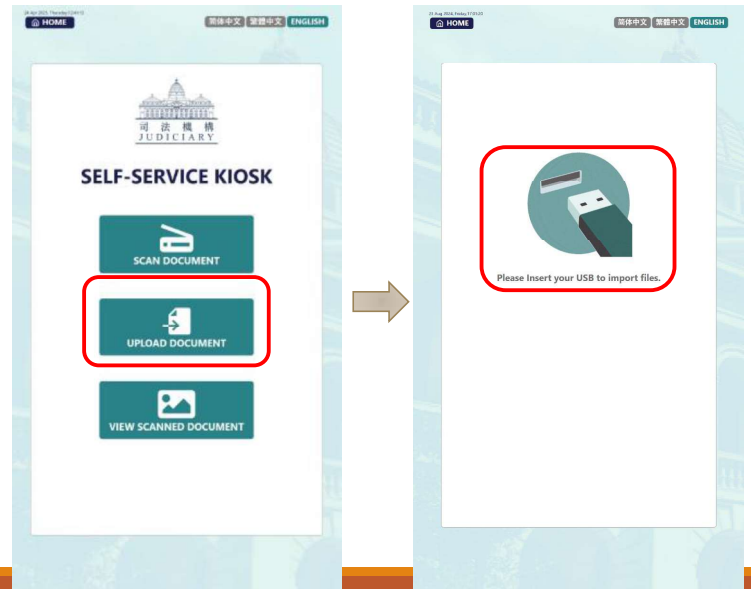 HOME
简体中文 繁體中文 ENGLISH
司法機構
JUDICIARY
SELF-SERVICE KIOSK
SCAN DOCUMENT
UPLOAD DOCUMENT
VIEW SCANNED DOCUMENT
HOME
简体中文 繁體中文 ENGLISH
Please Insert your USB to import files.